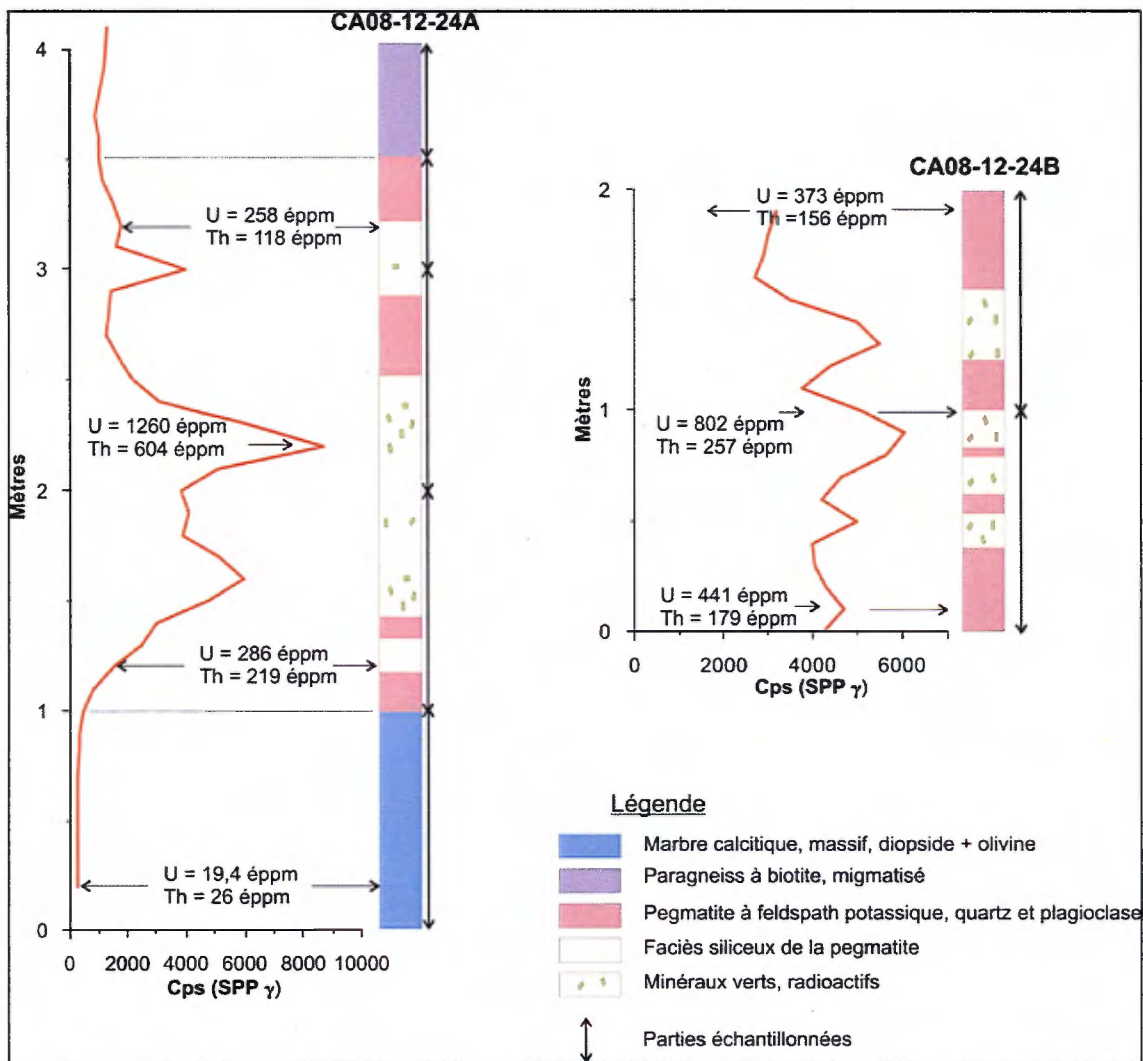 CA08-12-24A
4
3
2
1
0
Mètres
U = 258 éppm
Th = 118 éppm
U = 1260 éppm
Th = 604 éppm
U = 286 éppm
Th = 219 éppm
U = 19,4 éppm
Th = 26 éppm
0 2000 4000 6000 8000 10000
Cps (SPP γ)
CA08-12-24B
2
1
0
Mètres
U = 373 éppm
Th =156 éppm
U = 802 éppm
Th = 257 éppm
U = 441 éppm
Th = 179 éppm
0 2000 4000 6000
Cps (SPP γ)
Légende
Marbre calcitique, massif, diopside + olivine
Paragneiss à biotite, migmatisé
Pegmatite à feldspath potassique, quartz et plagioclase
Faciès siliceux de la pegmatite
Minéraux verts, radioactifs
Parties échantillonnées